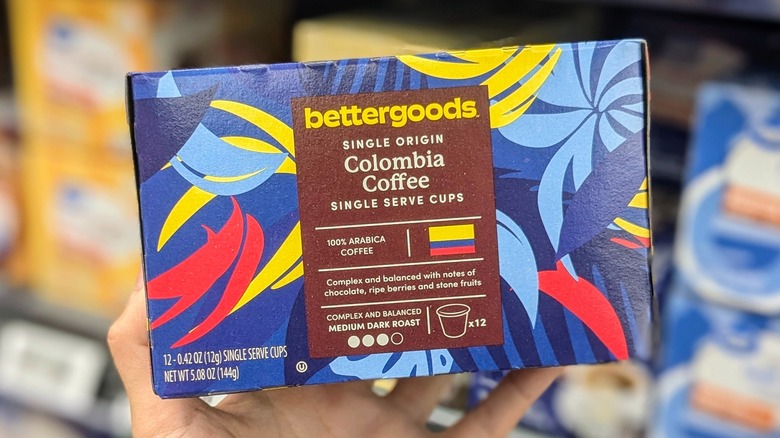 bettergoods
SINGLE ORIGIN
Colombia
Coffee
SINGLE SERVE CUPS
100% ARABICA
COFFEE
Complex and balanced with notes of
chocolate, ripe berries and stone fruits
COMPLEX AND BALANCED
MEDIUM DARK ROAST
x12
12 - 0.42 OZ (12g) SINGLE SERVE CUPS
NET WT 5.08 OZ (144g)
U